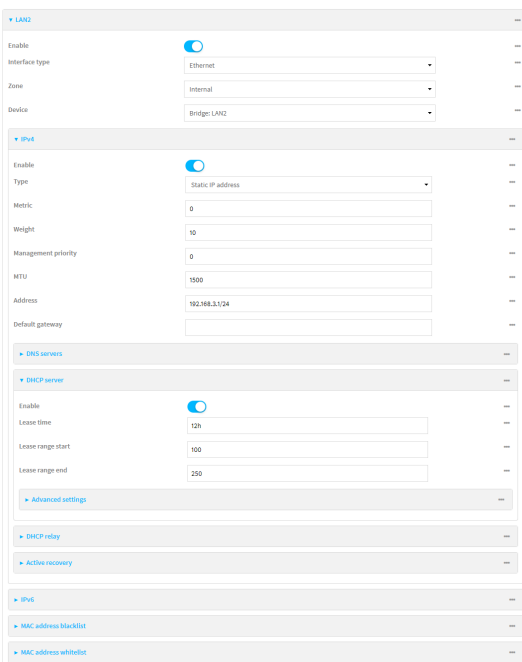 ▾ LAN2
Enable
Interface type Ethernet
Zone Internal
Device Bridge: LAN2
▾ IPv4
Enable
Type Static IP address
Metric 0
Weight 10
Management priority 0
MTU 1500
Address 192.168.3.1/24
Default gateway
▸ DNS servers
▾ DHCP server
Enable
Lease time 12h
Lease range start 100
Lease range end 250
▸ Advanced settings
▸ DHCP relay
▸ Active recovery
▸ IPv6
▸ MAC address blacklist
▸ MAC address whitelist